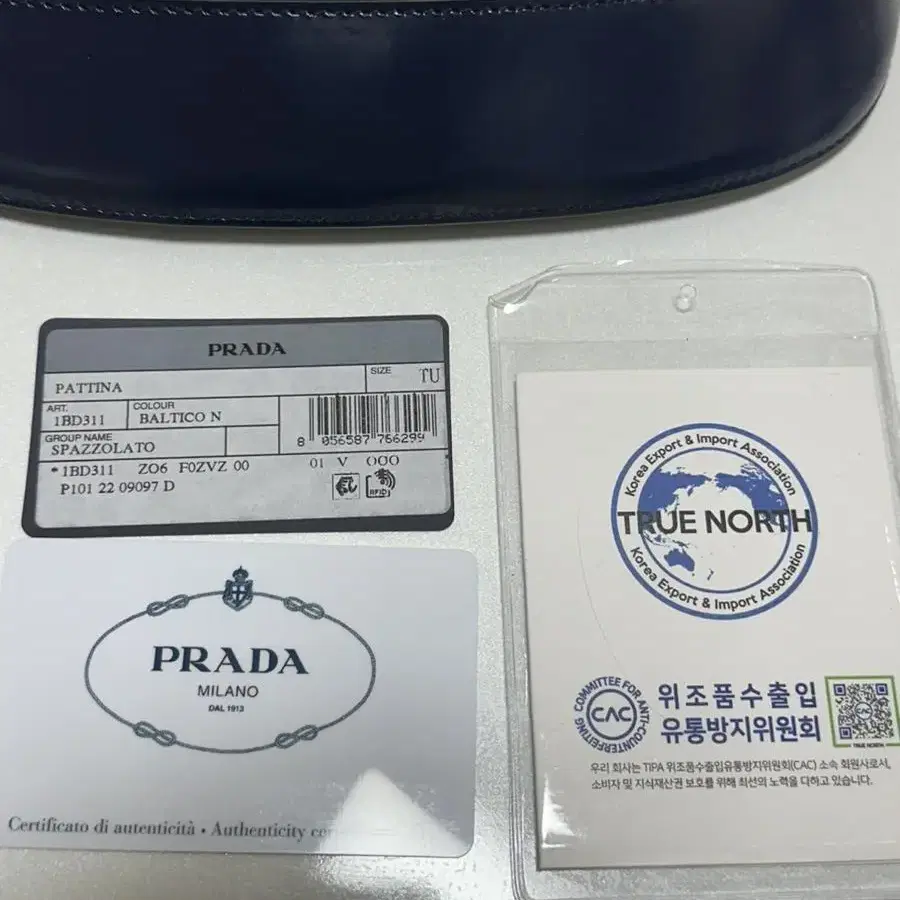 PRADA
PATTINA
SIZE
TU
ART.
1BD311
COLOUR
BALTICO N
8 056587 766299
GROUP NAME
SPAZZOLATO
*1BD311 ZO6 F0ZVZ 00 01 V OOO
P101 22 09097 D
RFID
PRADA
MILANO
DAL 1913
Certificato di autenticità • Authenticity
Korea Export & Import Association
TRUE NORTH
Korea Export & Import Association
COMMITTEE FOR ANTI-COUNTERFEITING
CAC
위조품수출입
유통방지위원회
TRUE NORTH
우리 회사는 TIPA 위조품수출입유통방지위원회(CAC) 소속 회원사로서,
소비자 및 지식재산권 보호를 위해 최선의 노력을 다하고 있습니다.